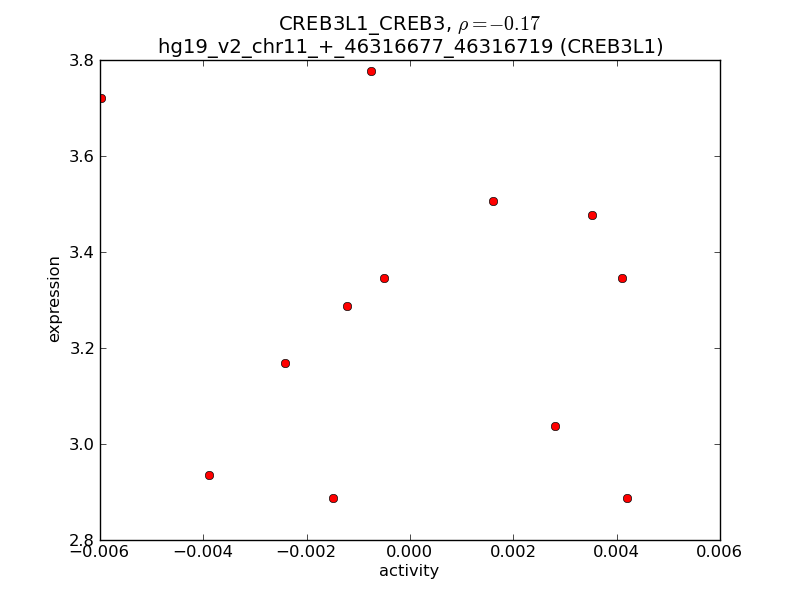 CREB3L1_CREB3, ρ = −0.17
hg19_v2_chr11_+_46316677_46316719 (CREB3L1)
3.8
3.6
3.4
3.2
3.0
2.8
expression
−0.006 −0.004 −0.002 0.000 0.002 0.004 0.006
activity